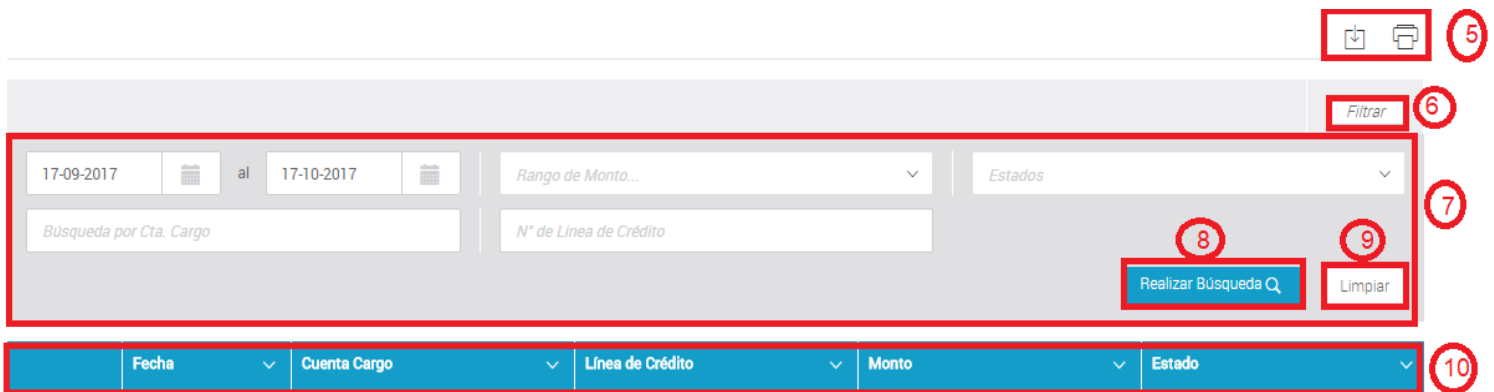 5
Filtrar 6
17-09-2017 al 17-10-2017 Rango de Monto... Estados
7
Búsqueda por Cta. Cargo N° de Linea de Crédito
8 9
Realizar Búsqueda Limpiar
Fecha Cuenta Cargo Línea de Crédito Monto Estado 10